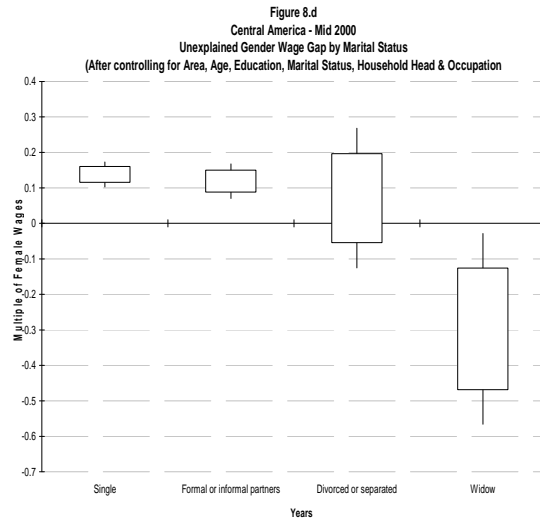 Figure 8.d
Central America - Mid 2000
Unexplained Gender Wage Gap by Marital Status
(After controlling for Area, Age, Education, Marital Status, Household Head & Occupation
0.4
0.3
0.2
0.1
0
-0.1
-0.2
-0.3
-0.4
-0.5
-0.6
-0.7
Multiple of Female Wages
Single
Formal or informal partners
Divorced or separated
Widow
Years